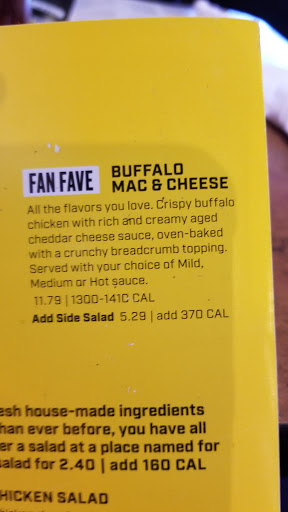 FAN FAVE BUFFALO
MAC & CHEESE
All the flavors you love. Crispy buffalo
chicken with rich and creamy aged
cheddar cheese sauce, oven-baked
with a crunchy breadcrumb topping.
Served with your choice of Mild,
Medium or Hot sauce.
11.79 | 1300-1410 CAL
Add Side Salad 5.29 | add 370 CAL
esh house-made ingredients
han ever before, you have all
er a salad at a place named for
salad for 2.40 | add 160 CAL
HICKEN SALAD